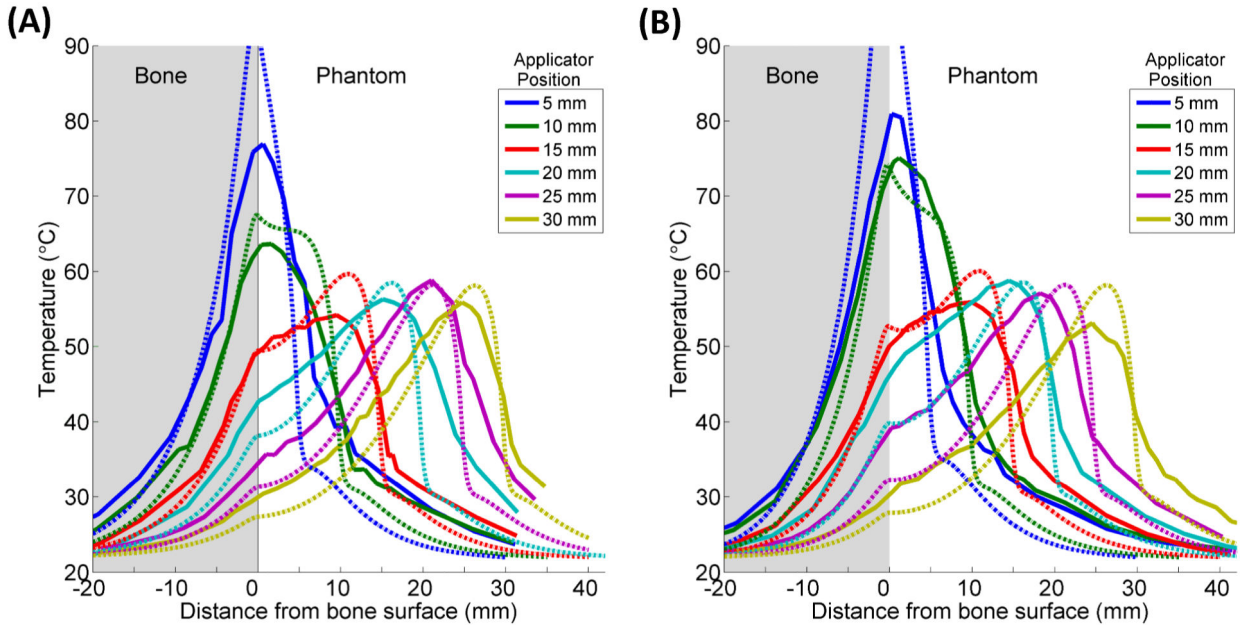 (A)
90
80
70
60
50
40
30
20
Temperature (°C)
-20
-10
0
10
20
30
40
Distance from bone surface (mm)
Bone
Phantom
Applicator
Position
5 mm
10 mm
15 mm
20 mm
25 mm
30 mm
(B)
90
80
70
60
50
40
30
20
Temperature (°C)
-20
-10
0
10
20
30
40
Distance from bone surface (mm)
Bone
Phantom
Applicator
Position
5 mm
10 mm
15 mm
20 mm
25 mm
30 mm